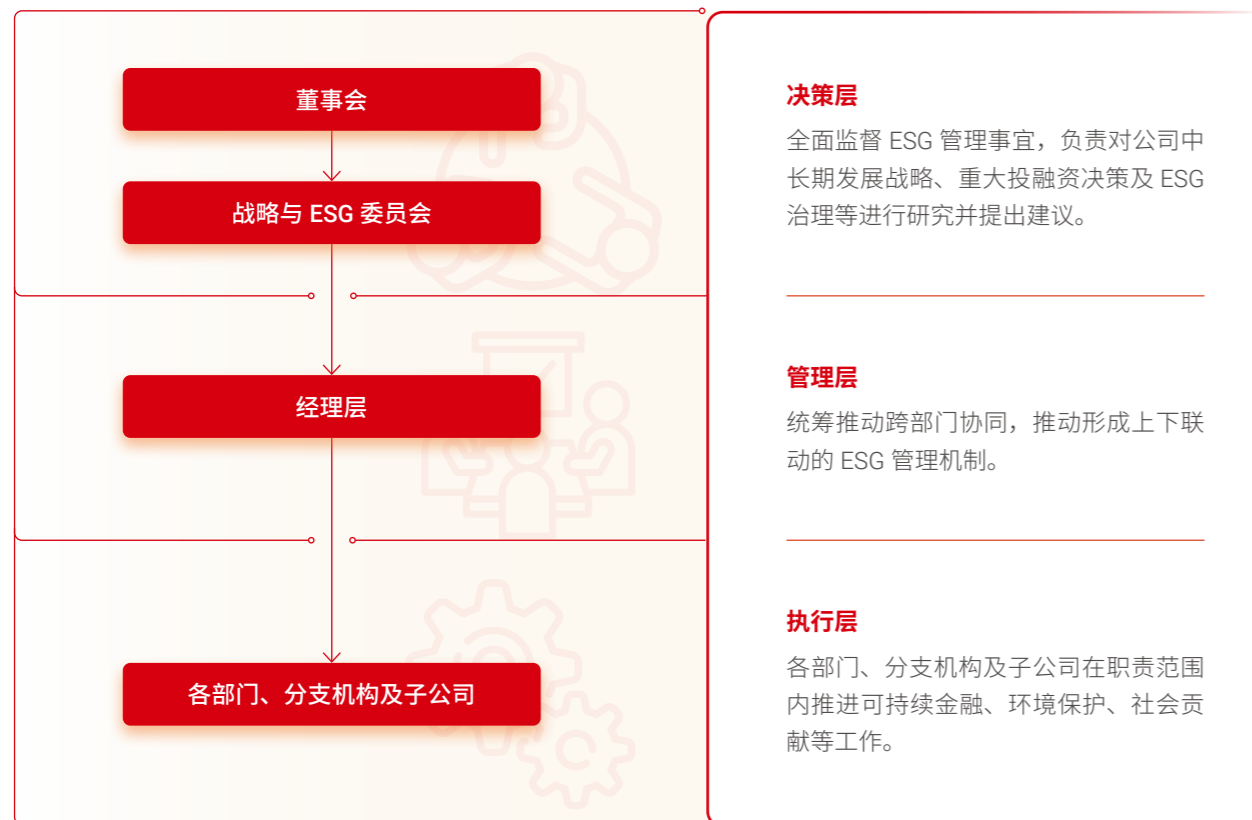 董事会
战略与 ESG 委员会
经理层
各部门、分支机构及子公司
决策层
全面监督 ESG 管理事宜，负责对公司中
长期发展战略、重大投融资决策及 ESG
治理等进行研究并提出建议。
管理层
统筹推动跨部门协同，推动形成上下联
动的 ESG 管理机制。
执行层
各部门、分支机构及子公司在职责范围
内推进可持续金融、环境保护、社会贡
献等工作。